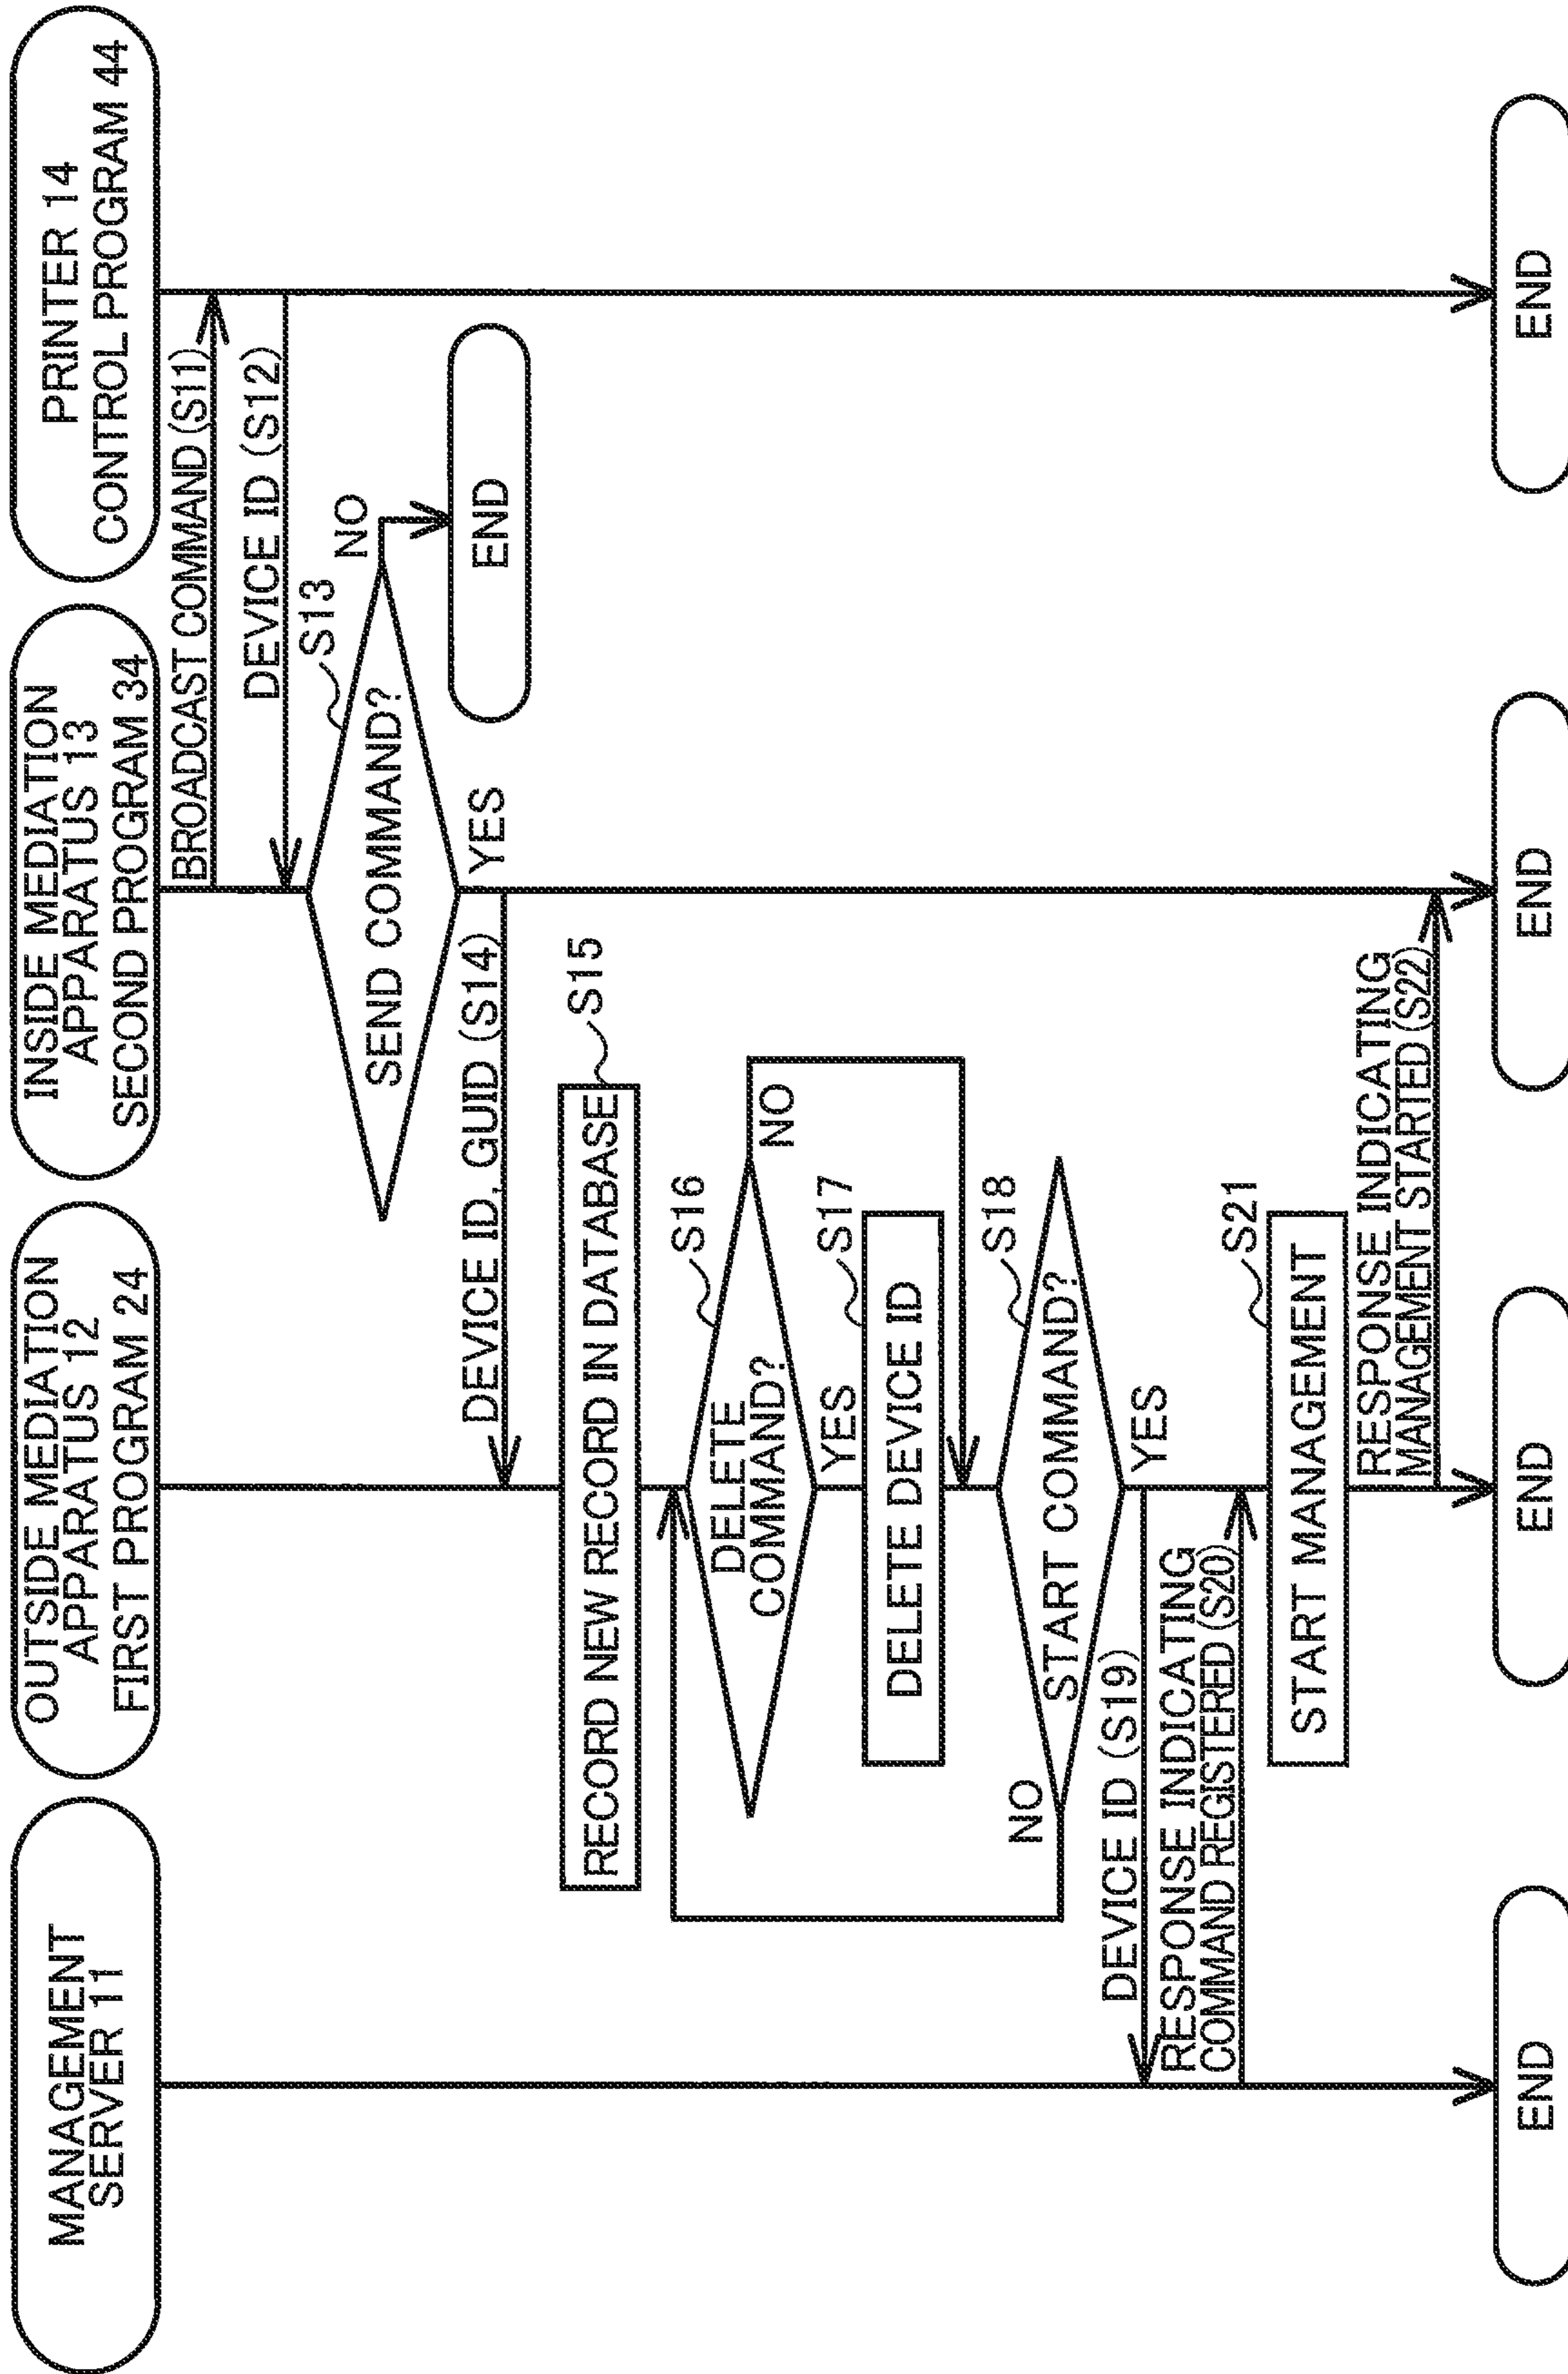 MANAGEMENT
SERVER 11
OUTSIDE MEDIATION
APPARATUS 12
FIRST PROGRAM 24
INSIDE MEDIATION
APPARATUS 13
SECOND PROGRAM 34
PRINTER 14
CONTROL PROGRAM 44
BROADCAST COMMAND (S11)
DEVICE ID (S12)
S13
SEND COMMAND?
NO
END
YES
DEVICE ID, GUID (S14)
S15
RECORD NEW RECORD IN DATABASE
S16
DELETE
COMMAND?
NO
YES
S17
DELETE DEVICE ID
S18
START COMMAND?
NO
YES
DEVICE ID (S19)
RESPONSE INDICATING
COMMAND REGISTERED (S20)
S21
START MANAGEMENT
RESPONSE INDICATING
MANAGEMENT STARTED (S22)
END
END
END
END